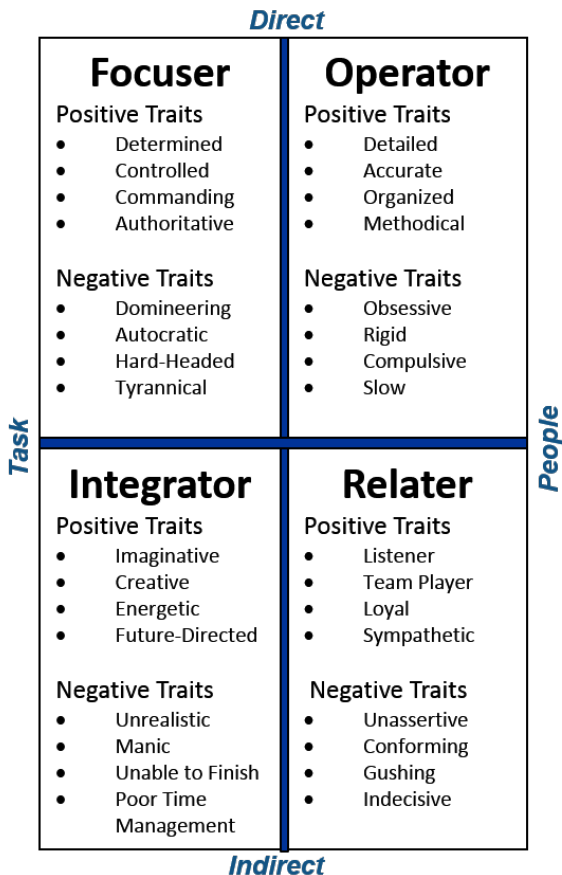 Direct
Focuser
Positive Traits
• Determined
• Controlled
• Commanding
• Authoritative
Negative Traits
• Domineering
• Autocratic
• Hard-Headed
• Tyrannical
Operator
Positive Traits
• Detailed
• Accurate
• Organized
• Methodical
Negative Traits
• Obsessive
• Rigid
• Compulsive
• Slow
Task
People
Integrator
Positive Traits
• Imaginative
• Creative
• Energetic
• Future-Directed
Negative Traits
• Unrealistic
• Manic
• Unable to Finish
• Poor Time
Management
Relater
Positive Traits
• Listener
• Team Player
• Loyal
• Sympathetic
Negative Traits
• Unassertive
• Conforming
• Gushing
• Indecisive
Indirect